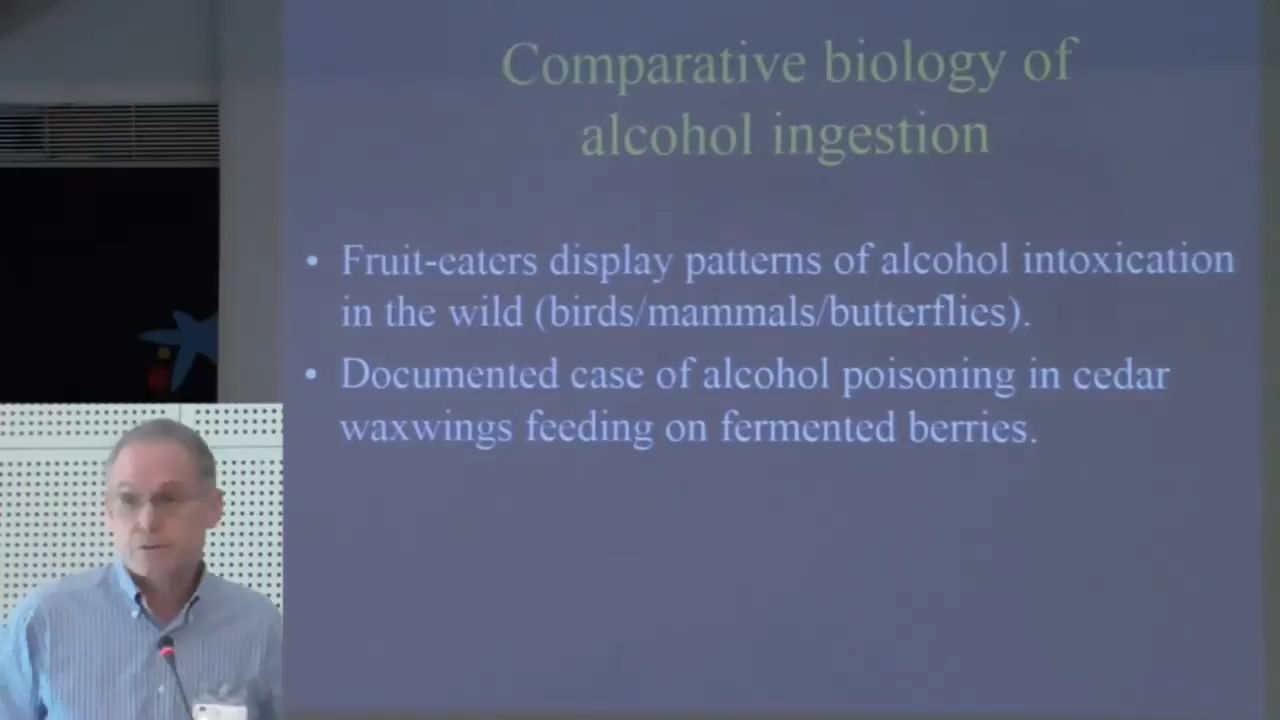 Comparative biology of
alcohol ingestion
• Fruit-eaters display patterns of alcohol intoxication
in the wild (birds/mammals/butterflies).
• Documented case of alcohol poisoning in cedar
waxwings feeding on fermented berries.